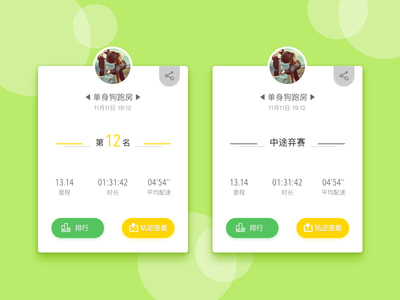 ◀ 单身狗跑房 ▶
11月11日 19:12
第 12 名
13.14 01:31:42 04'54"
里程 时长 平均配速
排行 轨迹查看
◀ 单身狗跑房 ▶
11月11日 19:12
中途弃赛
13.14 01:31:42 04'54"
里程 时长 平均配速
排行 轨迹查看